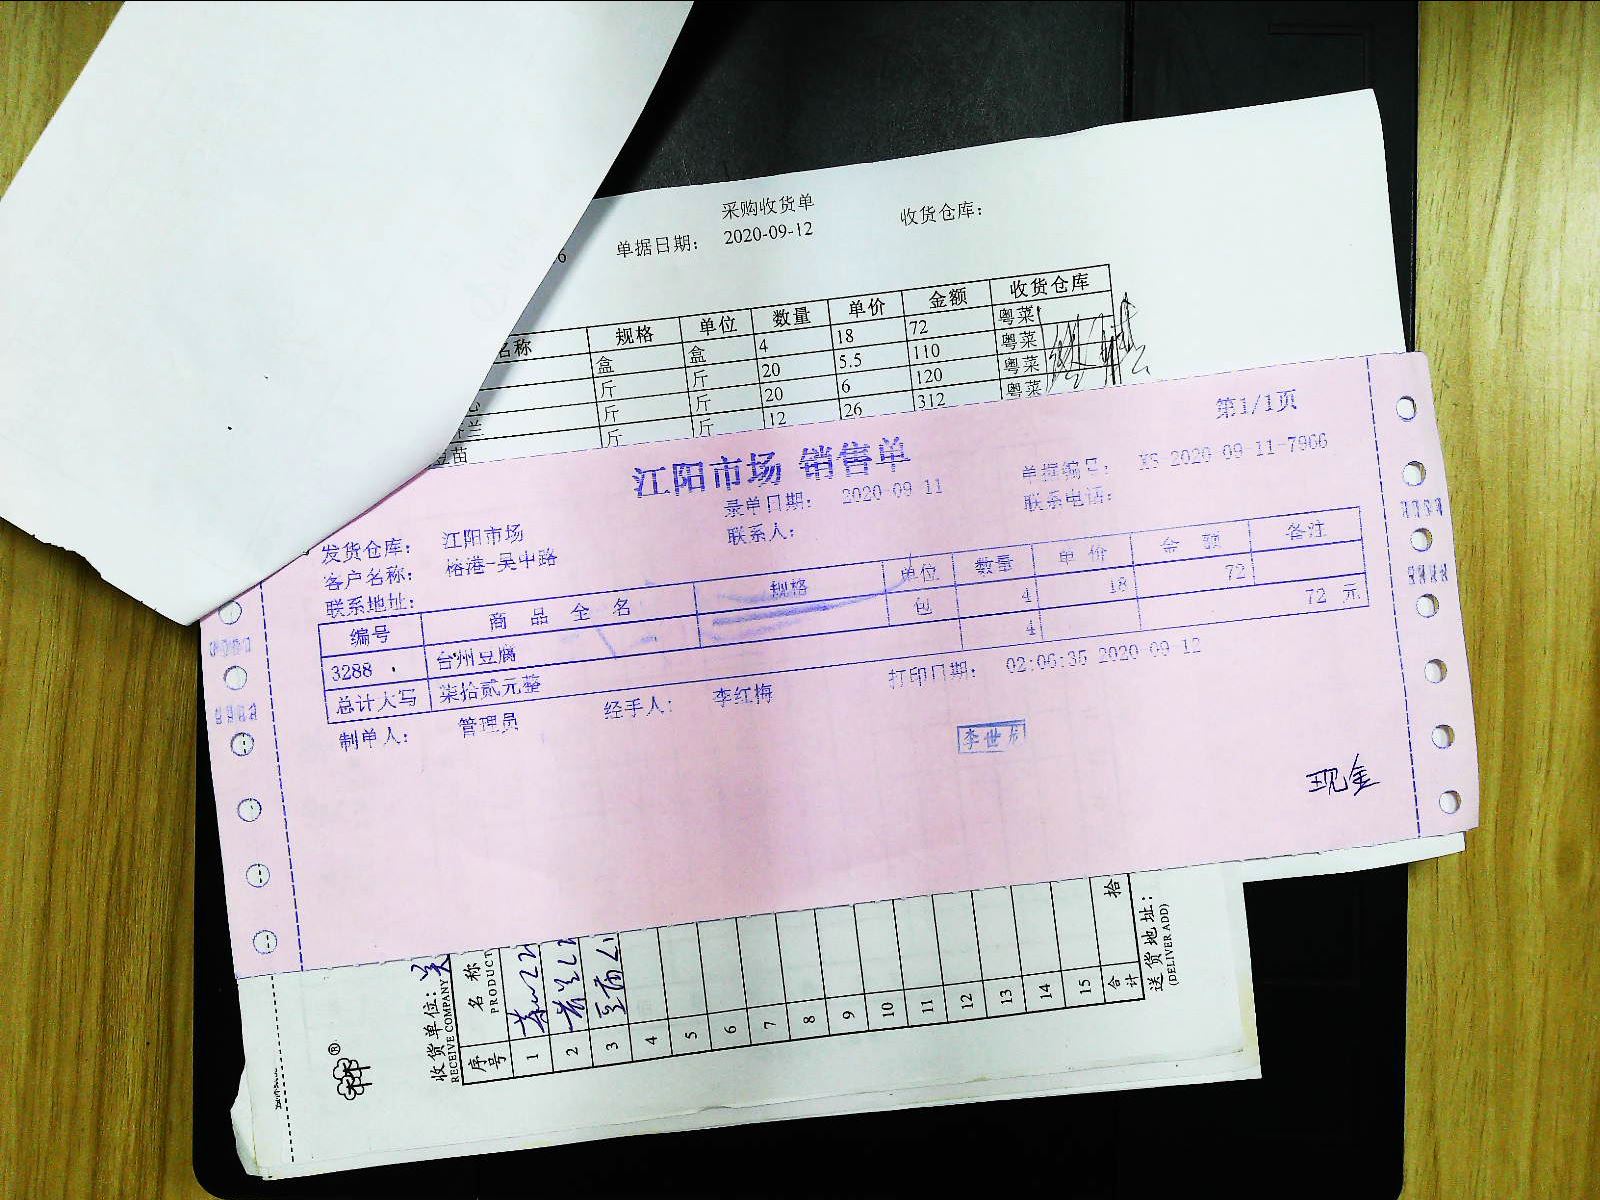 采购收货单
单据日期: 2020-09-12 收货仓库:
名称 规格 单位 数量 单价 金额 收货仓库
盒 盒 4 18 72 粤菜
斤 斤 20 5.5 110 粤菜
斤 斤 20 6 120 粤菜
兰 斤 斤 12 26 312 粤菜
豆苗
第1/1页
江阳市场 销售单
录单日期: 2020-09-11 单据编号: XS-2020-09-11-7966
发货仓库: 江阳市场 联系人: 联系电话:
客户名称: 榕港-吴中路
联系地址:
编号 商品全名 规格 单位 数量 单价 金额 备注
3288 台州豆腐 包 4 18 72
总计大写 柒拾贰元整 4 72 元
制单人: 管理员 经手人: 李红梅 打印日期: 02:06:35 2020-09-12
李世龙
现金
收货单位:
RECEIVE COMPANY
序号 名称
PRODUCT
1
2
3
4
5
6
7
8
9
10
11
12
13
14
15
合计 拾
送货地址:
(DELIVER ADD)